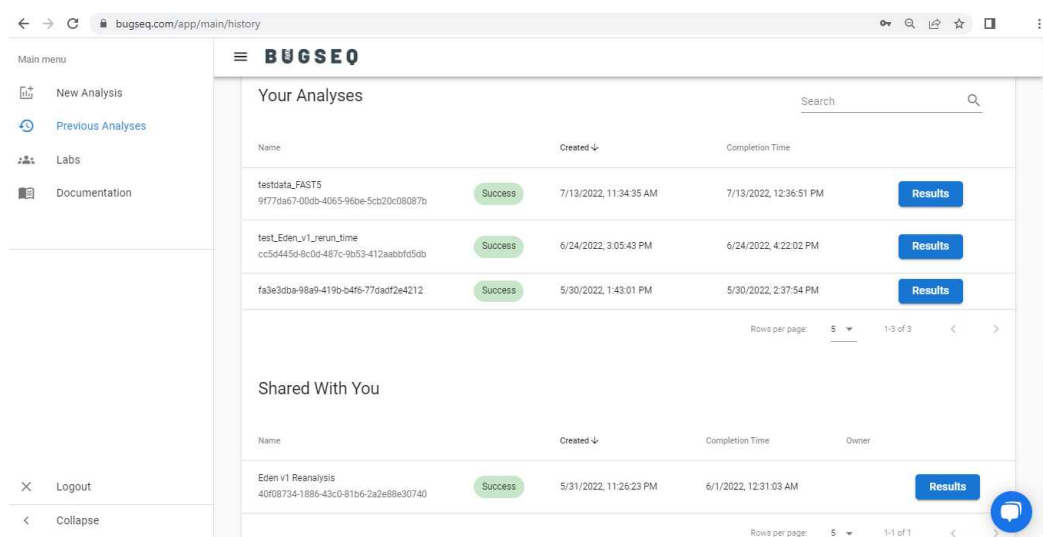 bugseq.com/app/main/history
Main menu
BUGSEQ
New Analysis
Previous Analyses
Labs
Documentation
Logout
Collapse
Your Analyses
Search
Name Created Completion Time
testdata_FAST5
9f77da67-00db-4065-96be-5cb20c08087b
Success 7/13/2022, 11:34:35 AM 7/13/2022, 12:36:51 PM Results
test_Eden_v1_rerun_time
cc5d445d-8c0d-487c-9b53-412aabbfd5db
Success 6/24/2022, 3:05:43 PM 6/24/2022, 4:22:02 PM Results
fa3e3dba-98a9-419b-b4f6-77dadf2e4212 Success 5/30/2022, 1:43:01 PM 5/30/2022, 2:37:54 PM Results
Rows per page: 5 1-3 of 3
Shared With You
Name Created Completion Time Owner
Eden v1 Reanalysis
40f08734-1886-43c0-81b6-2a2e88e30740
Success 5/31/2022, 11:26:23 PM 6/1/2022, 12:31:03 AM Results
Rows per page: 5 1-1 of 1